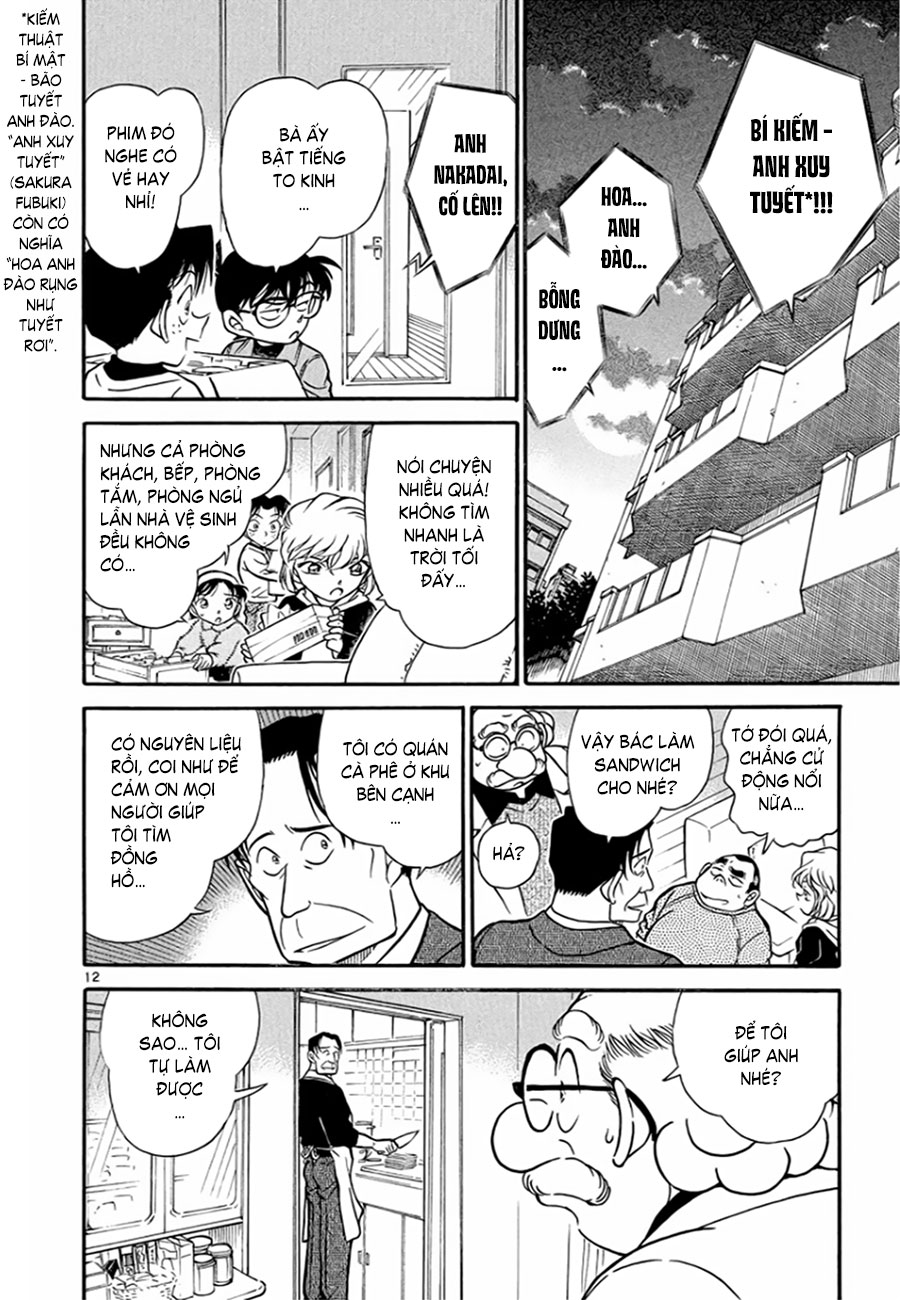 BÍ KIẾM -
ANH XUY
TUYẾT*!!!
HOA...
ANH
ĐÀO...
BỖNG
DƯNG
...
ANH
NAKADAI,
CỐ LÊN!!
BÀ ẤY
BẬT TIẾNG
TO KINH
...
PHIM ĐÓ
NGHE CÓ
VẺ HAY
NHỈ!
*KIẾM
THUẬT
BÍ MẬT
- BÃO
TUYẾT
ANH ĐÀO.
"ANH XUY
TUYẾT"
(SAKURA
FUBUKI)
CÒN CÓ
NGHĨA
"HOA ANH
ĐÀO RỤNG
NHƯ
TUYẾT
RƠI".
NÓI CHUYỆN
NHIỀU QUÁ!
KHÔNG TÌM
NHANH LÀ
TRỜI TỐI
ĐẤY...
NHƯNG CẢ PHÒNG
KHÁCH, BẾP, PHÒNG
TẮM, PHÒNG NGỦ
LẪN NHÀ VỆ SINH
ĐỀU KHÔNG
CÓ...
TỚ ĐÓI QUÁ,
CHẲNG CỬ
ĐỘNG NỔI
NỮA...
VẬY BÁC LÀM
SANDWICH
CHO NHÉ?
HẢ?
TÔI CÓ QUÁN
CÀ PHÊ Ở KHU
BÊN CẠNH
...
CÓ NGUYÊN LIỆU
RỒI, COI NHƯ ĐỂ
CẢM ƠN MỌI
NGƯỜI GIÚP
TÔI TÌM
ĐỒNG
HỒ...
12
ĐỂ TÔI
GIÚP ANH
NHÉ?
KHÔNG
SAO... TÔI
TỰ LÀM
ĐƯỢC
...